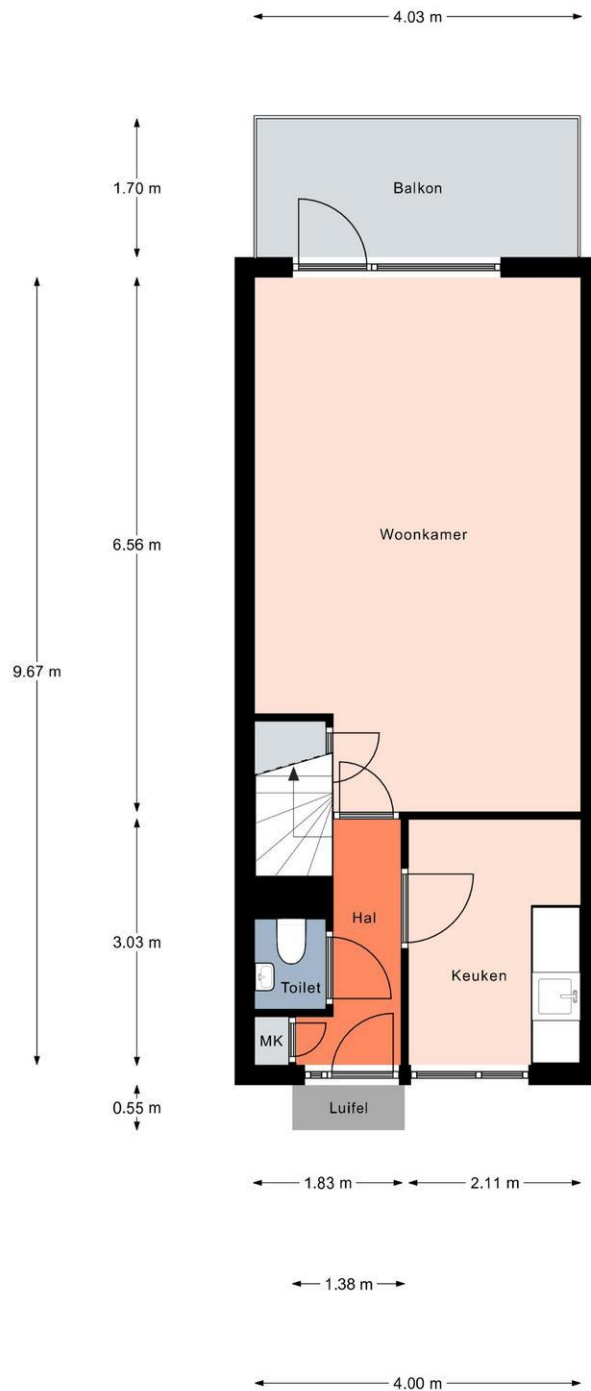 4.03 m
1.70 m
Balkon
6.56 m
Woonkamer
9.67 m
Hal
3.03 m
Keuken
Toilet
MK
0.55 m
Luifel
1.83 m
2.11 m
1.38 m
4.00 m